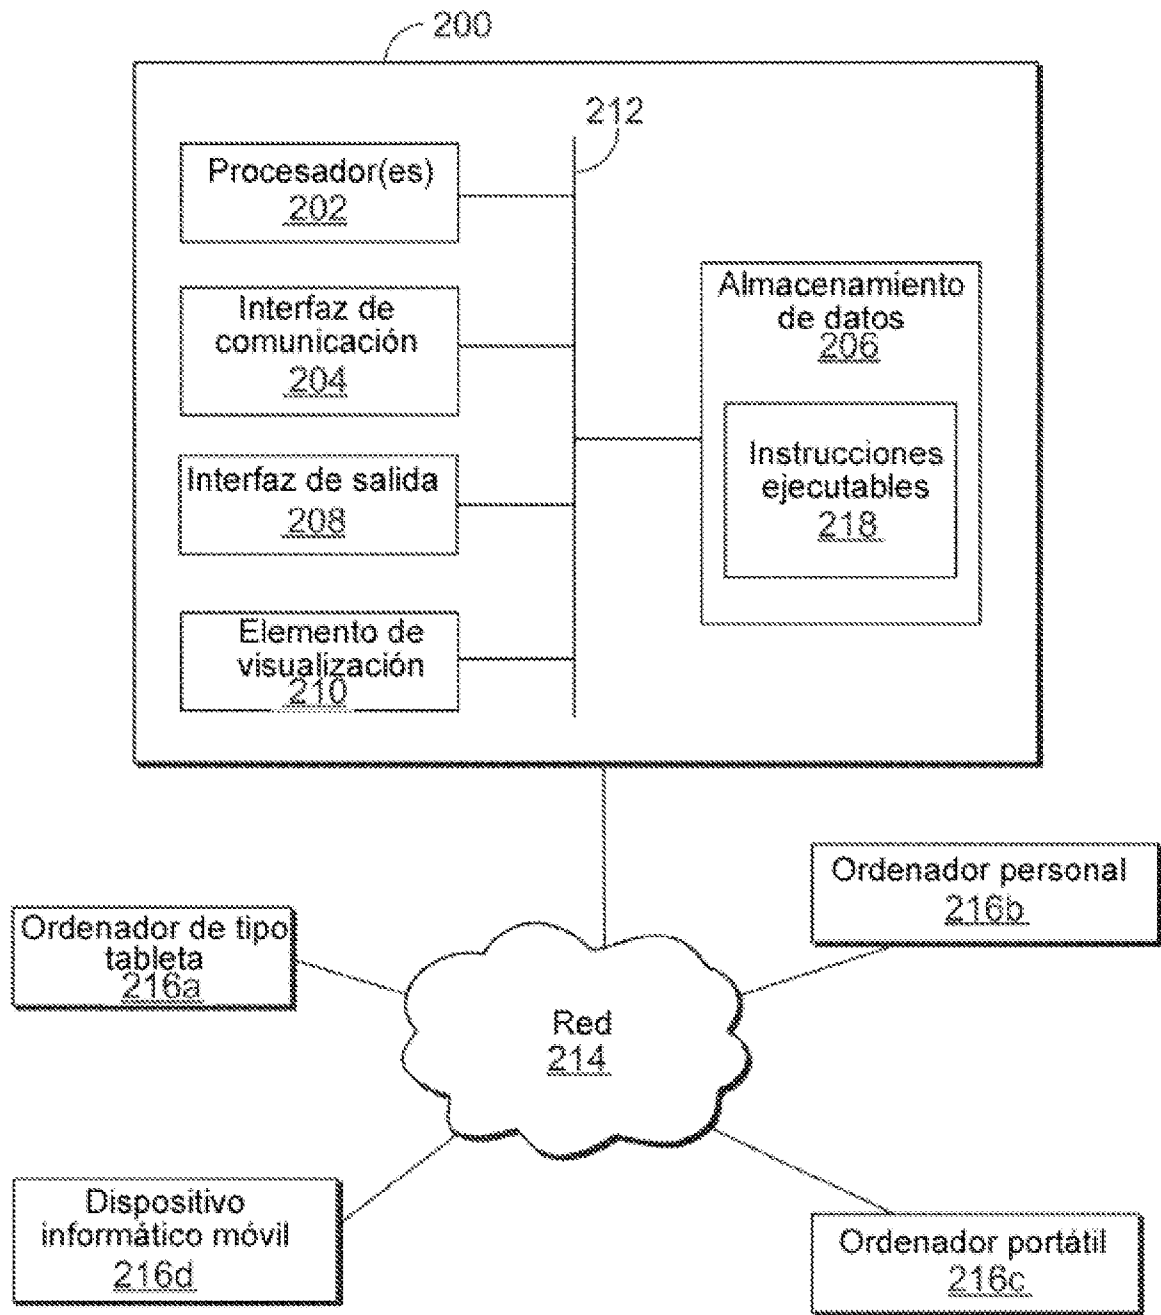 200
212
Procesador(es)
202
Interfaz de
comunicación
204
Interfaz de salida
208
Elemento de
visualización
210
Almacenamiento
de datos
206
Instrucciones
ejecutables
218
Ordenador personal
216b
Ordenador de tipo
tableta
216a
Red
214
Dispositivo
informático móvil
216d
Ordenador portátil
216c